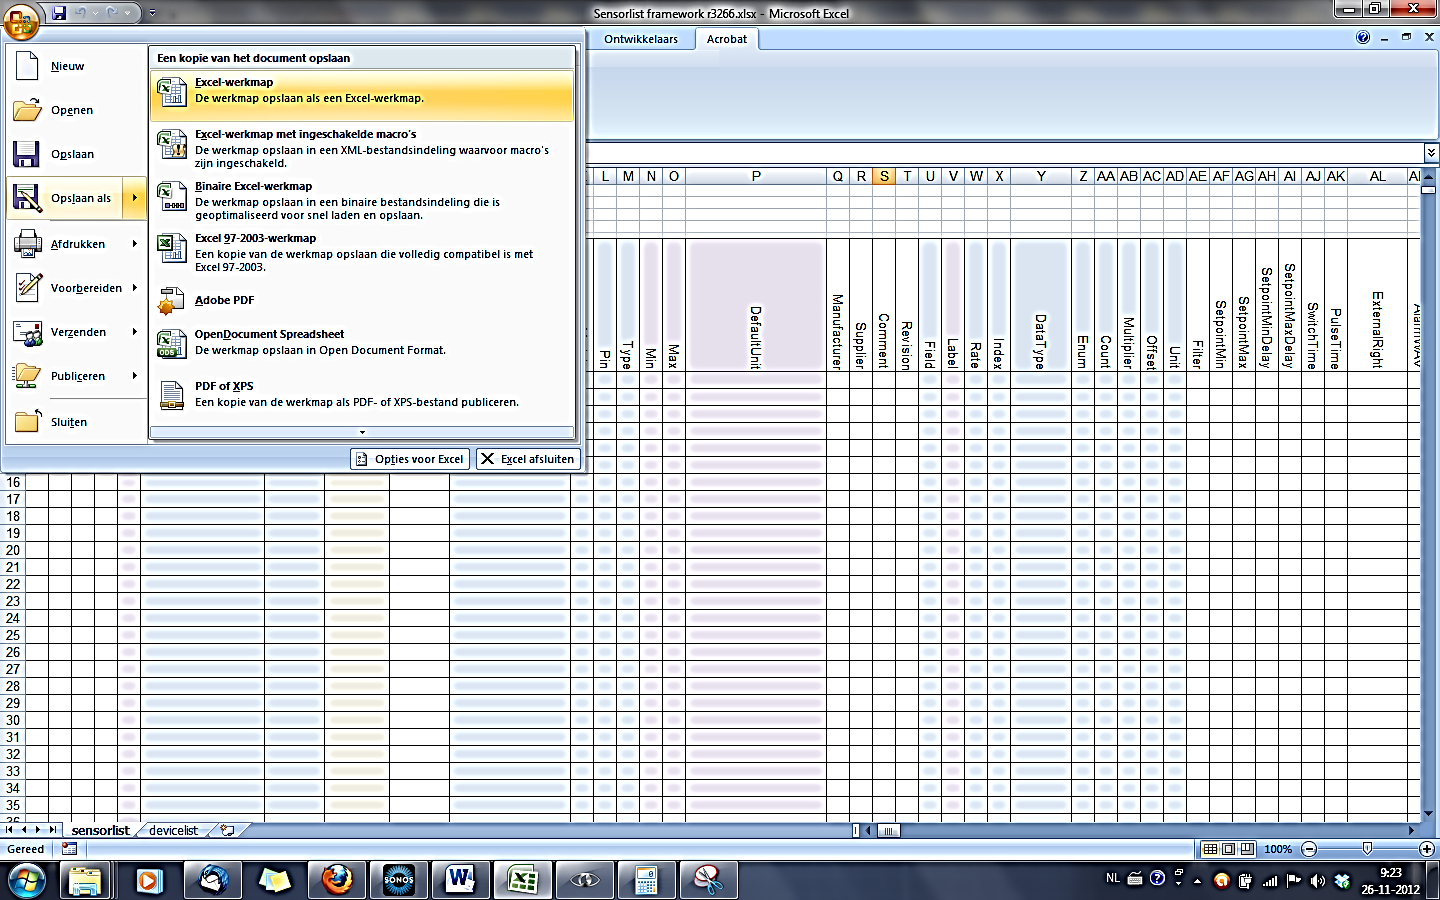 Sensorlist framework r3266.xlsx - Microsoft Excel
Ontwikkelaars
Acrobat
Nieuw
Openen
Opslaan
Opslaan als
Afdrukken
Voorbereiden
Verzenden
Publiceren
Sluiten
Een kopie van het document opslaan
Excel-werkmap
De werkmap opslaan als een Excel-werkmap.
Excel-werkmap met ingeschakelde macro's
De werkmap opslaan in een XML-bestandsindeling waarvoor macro's
zijn ingeschakeld.
Binaire Excel-werkmap
De werkmap opslaan in een binaire bestandsindeling die is
geoptimaliseerd voor snel laden en opslaan.
Excel 97-2003-werkmap
Een kopie van de werkmap opslaan die volledig compatibel is met
Excel 97-2003.
Adobe PDF
OpenDocument Spreadsheet
De werkmap opslaan in Open Document Format.
PDF of XPS
Een kopie van de werkmap als PDF- of XPS-bestand publiceren.
Opties voor Excel
Excel afsluiten
L M N O P Q R S T U V W X Y Z AA AB AC AD AE AF AG AH AI AJ AK AL
Pin
Type
Min
Max
DefaultUnit
Manufacturer
Supplier
Comment
Revision
Field
Label
Rate
Index
DataType
Enum
Count
Multiplier
Offset
Unit
Filter
SetpointMin
SetpointMax
SetpointMinDelay
SetpointMaxDelay
SwitchTime
PulseTime
ExternalRight
16
17
18
19
20
21
22
23
24
25
26
27
28
29
30
31
32
33
34
35
sensorlist
devicelist
Gereed
100%
ODS
SONOS
NL
9:23
26-11-2012